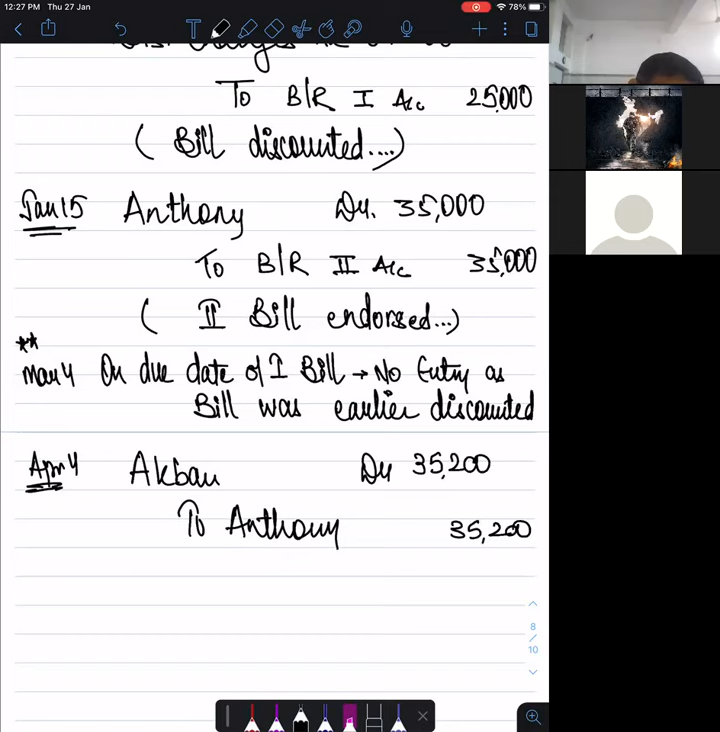 12:27 PM Thu 27 Jan
78%
To B/R I A/c 25,000
( Bill discounted....)
Jan 15 Anthony Dr. 35,000
To B/R II A/c 35,000
( II Bill endorsed...)
**
Mar 4 On due date of I Bill → No Entry as
Bill was earlier discounted
Apr 4 Akbar Dr 35,200
To Anthony 35,200
8
/
10